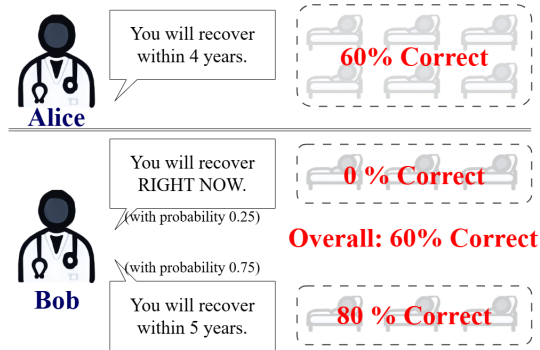 You will recover
within 4 years.
60% Correct
Alice
You will recover
RIGHT NOW.
0 % Correct
(with probability 0.25)
Overall: 60% Correct
(with probability 0.75)
Bob
You will recover
within 5 years.
80 % Correct